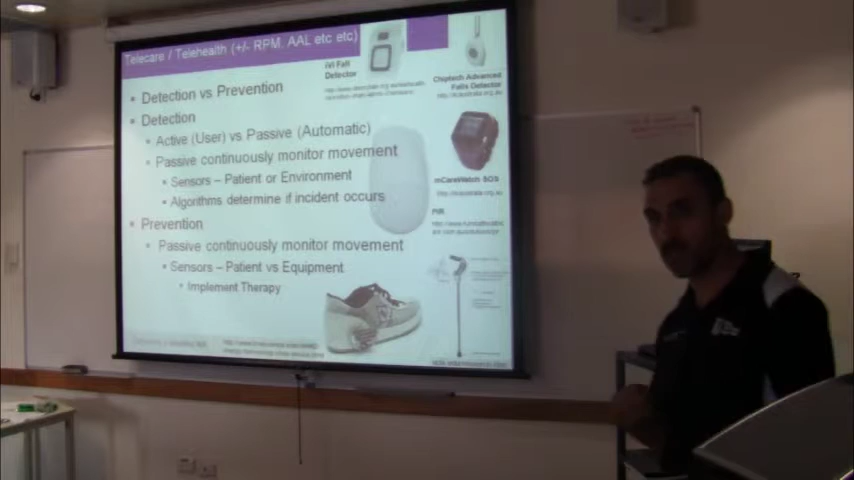 Telecare / Telehealth (+/- RPM, AAL etc etc)
iVi Fall
Detector
Chiptech Advanced
Falls Detector
Detection vs Prevention
Detection
Active (User) vs Passive (Automatic)
Passive continuously monitor movement
Sensors – Patient or Environment
Algorithms determine if incident occurs
mCareWatch SOS
PIR
Prevention
Passive continuously monitor movement
Sensors – Patient vs Equipment
Implement Therapy